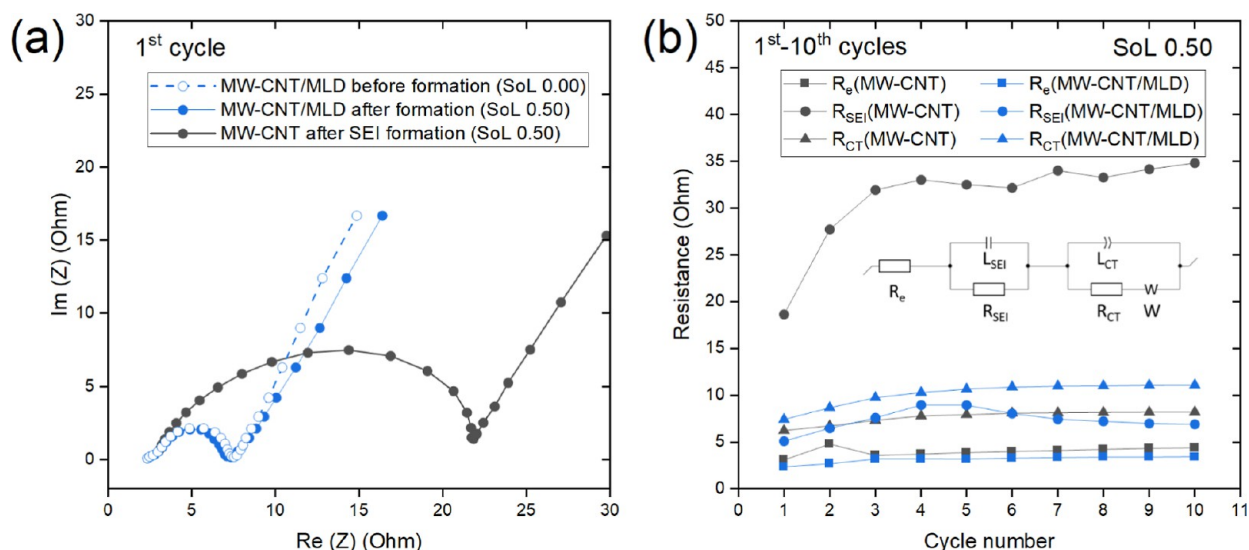 (a)
1st cycle
MW-CNT/MLD before formation (SoL 0.00)
MW-CNT/MLD after formation (SoL 0.50)
MW-CNT after SEI formation (SoL 0.50)
Im (Z) (Ohm)
30
25
20
15
10
5
0
0 5 10 15 20 25 30
Re (Z) (Ohm)
(b)
1st-10th cycles SoL 0.50
Re(MW-CNT) Re(MW-CNT/MLD)
RSEI(MW-CNT) RSEI(MW-CNT/MLD)
RCT(MW-CNT) RCT(MW-CNT/MLD)
Resistance (Ohm)
50
45
40
35
30
25
20
15
10
5
0
LSEI LCT
Re RSEI RCT W
W
0 1 2 3 4 5 6 7 8 9 10 11
Cycle number